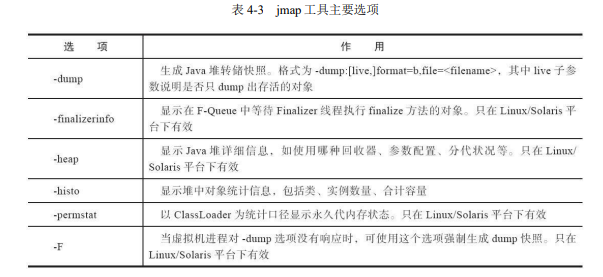 表 4-3 jmap 工具主要选项
选 项 作 用
-dump 生成 Java 堆转储快照。格式为 -dump:[live,]format=b,file=<filename>，其中 live 子参
数说明是否只 dump 出存活的对象
-finalizerinfo 显示在 F-Queue 中等待 Finalizer 线程执行 finalize 方法的对象。只在 Linux/Solaris 平
台下有效
-heap 显示 Java 堆详细信息，如使用哪种回收器、参数配置、分代状况等。只在 Linux/
Solaris 平台下有效
-histo 显示堆中对象统计信息，包括类、实例数量、合计容量
-permstat 以 ClassLoader 为统计口径显示永久代内存状态。只在 Linux/Solaris 平台下有效
-F 当虚拟机进程对 -dump 选项没有响应时，可使用这个选项强制生成 dump 快照。只在
Linux/Solaris 平台下有效